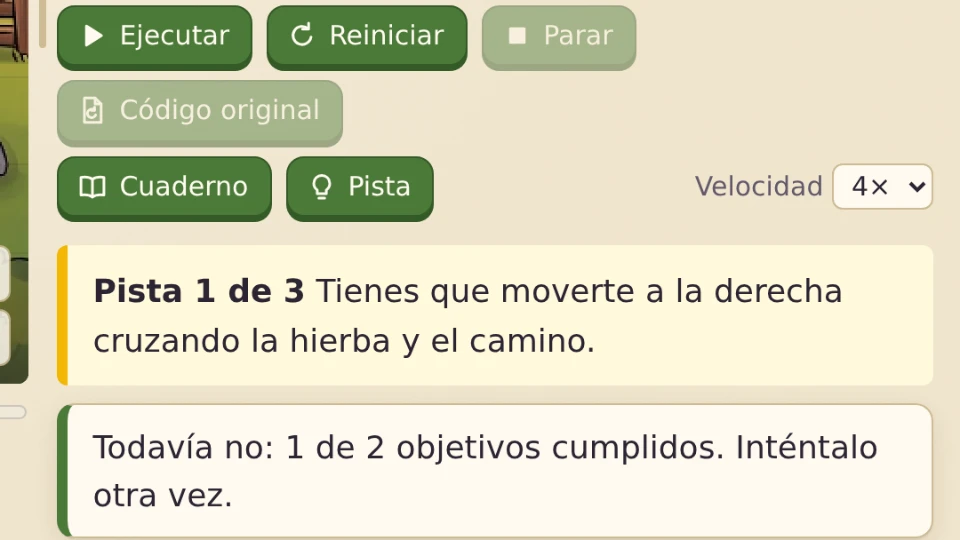 Ejecutar Reiniciar Parar
Código original
Cuaderno Pista Velocidad 4×
Pista 1 de 3 Tienes que moverte a la derecha
cruzando la hierba y el camino.
Todavía no: 1 de 2 objetivos cumplidos. Inténtalo
otra vez.